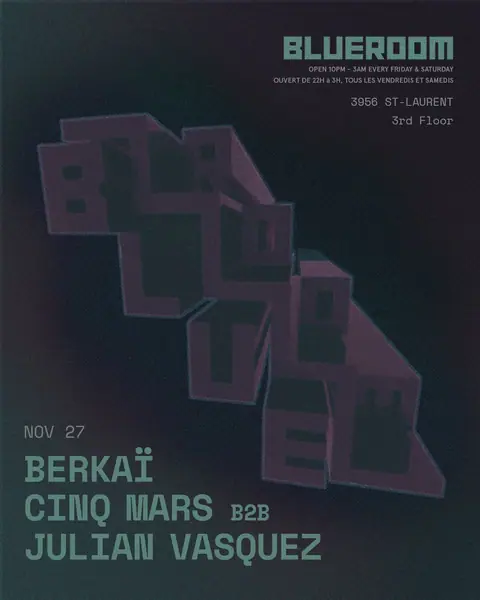 BLUEROOM
OPEN 10PM - 3AM EVERY FRIDAY & SATURDAY
OUVERT DE 22H à 3H, TOUS LES VENDREDIS ET SAMEDIS
3956 ST-LAURENT
3rd Floor
NOV 27
BERKAÏ
CINQ MARS B2B
JULIAN VASQUEZ